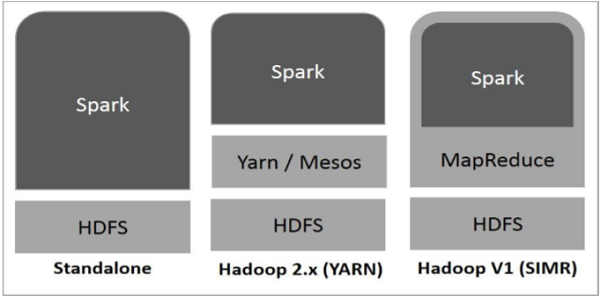 Spark
HDFS
Standalone
Spark
Yarn / Mesos
HDFS
Hadoop 2.x (YARN)
Spark
MapReduce
HDFS
Hadoop V1 (SIMR)